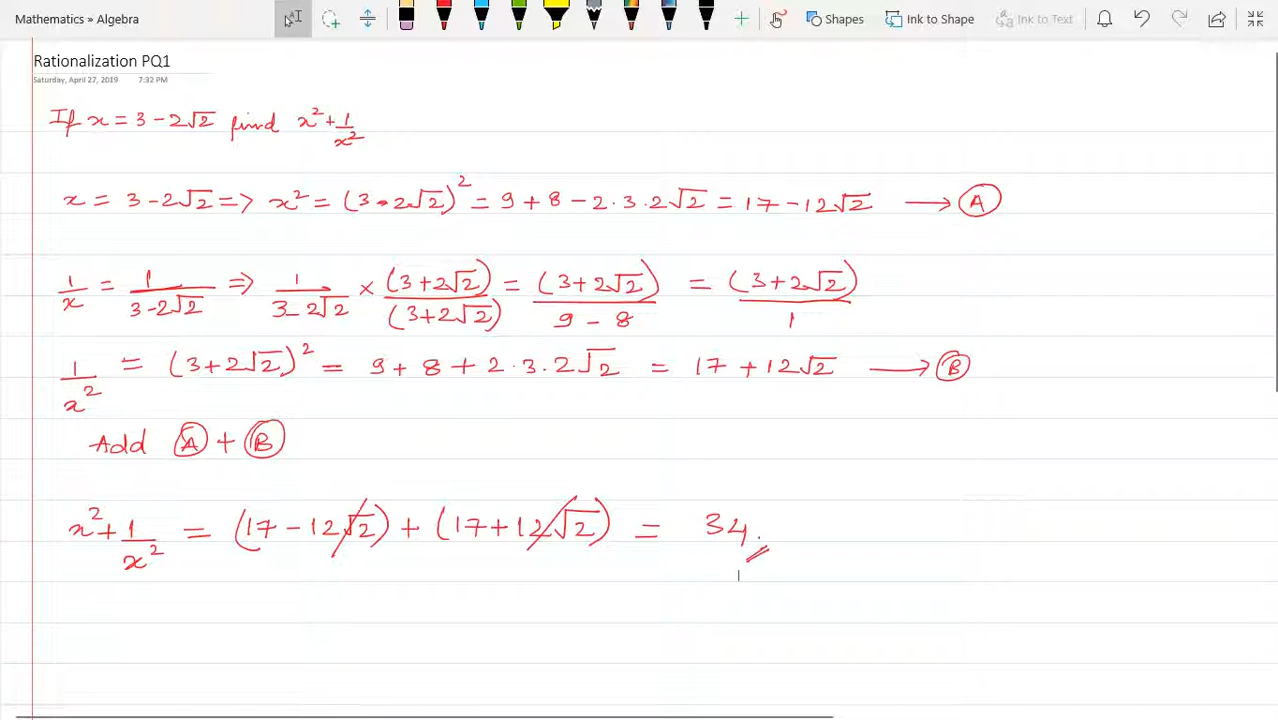 Mathematics » Algebra
Shapes Ink to Shape Ink to Text
Rationalization PQ1
Saturday, April 27, 2019 7:32 PM
If x = 3 - 2√2 find x² + 1/x²
x = 3 - 2√2 => x² = (3 - 2√2)² = 9 + 8 - 2·3·2√2 = 17 - 12√2 → A
1/x = 1/(3-2√2) => 1/(3-2√2) × (3+2√2)/(3+2√2) = (3+2√2)/(9-8) = (3+2√2)/1
1/x² = (3+2√2)² = 9 + 8 + 2·3·2√2 = 17 + 12√2 → B
Add A + B
x² + 1/x² = (17 - 12√2) + (17 + 12√2) = 34.